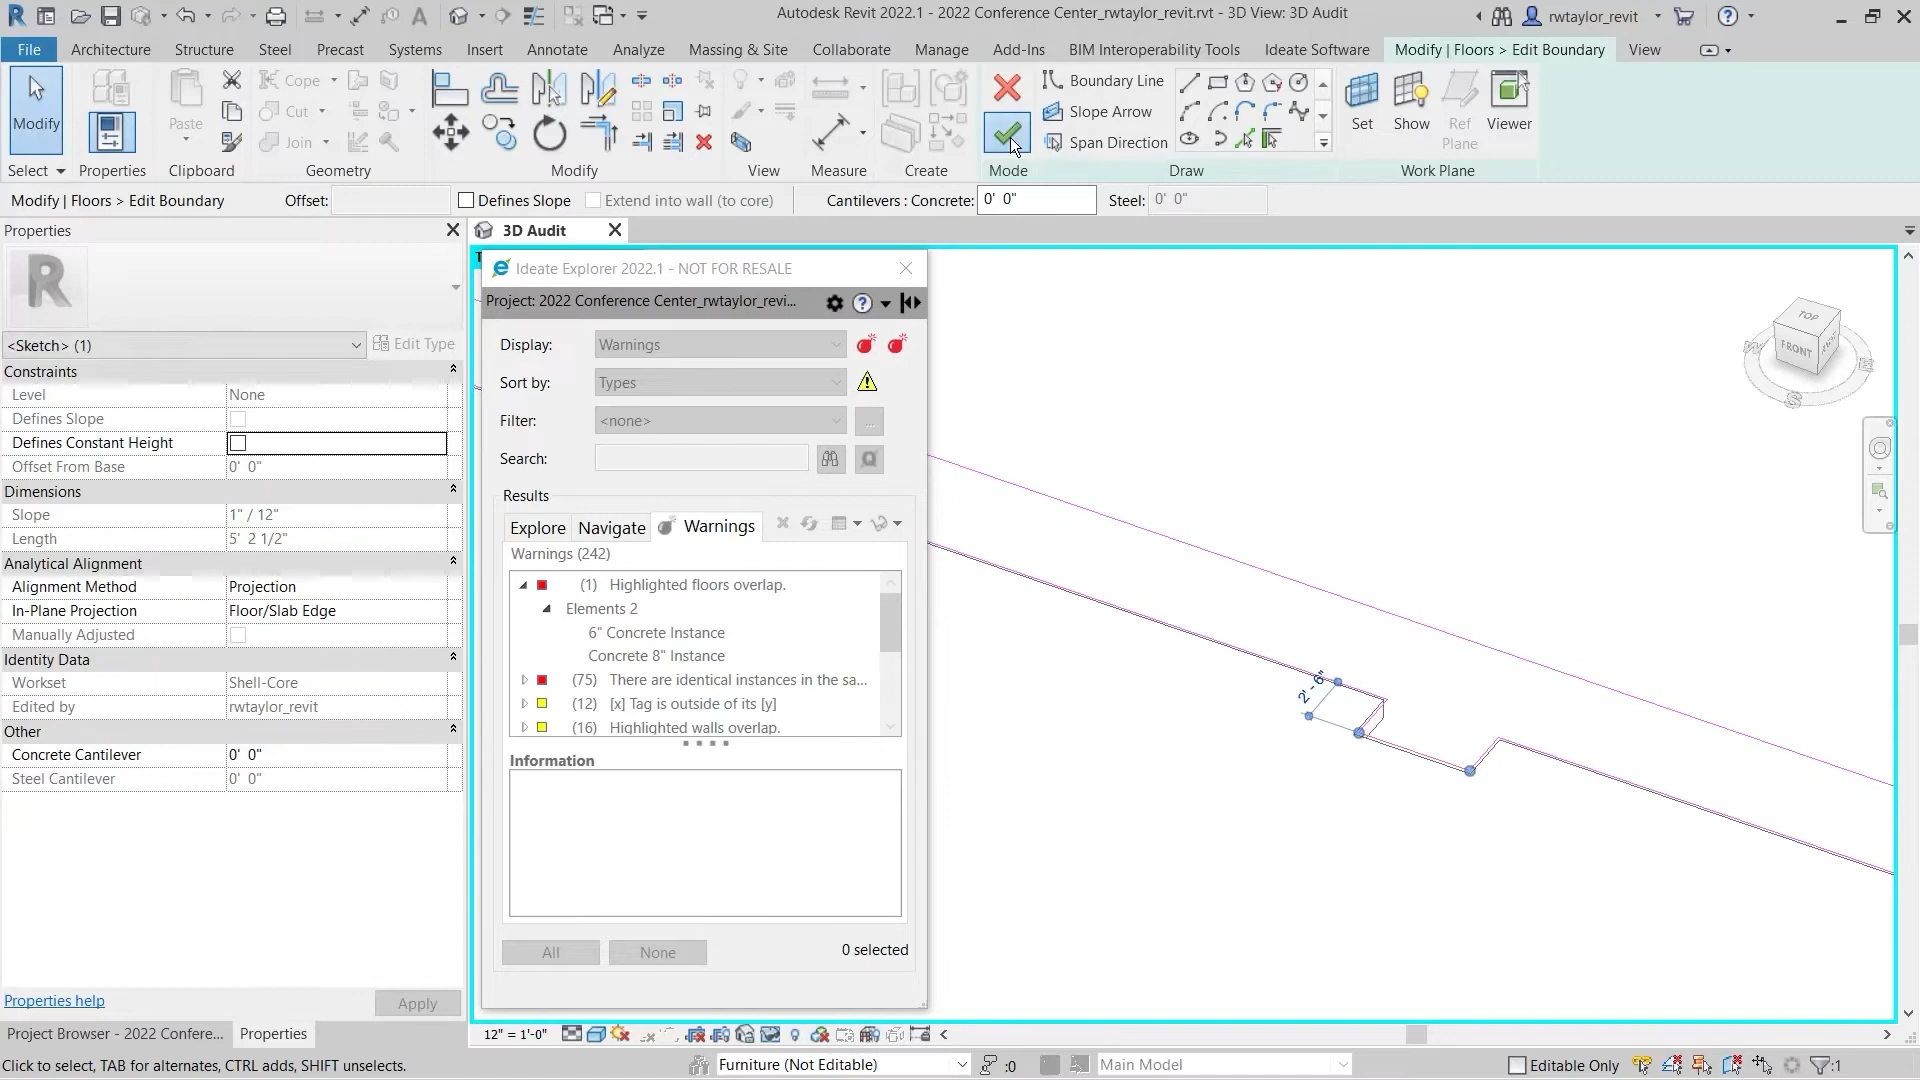 Autodesk Revit 2022.1 - 2022 Conference Center_rwtaylor_revit.rvt - 3D View: 3D Audit
rwtaylor_revit
File Architecture Structure Steel Precast Systems Insert Annotate Analyze Massing & Site Collaborate Manage Add-Ins BIM Interoperability Tools Ideate Software Modify | Floors > Edit Boundary View
Modify
Paste
Cope
Cut
Join
Boundary Line
Slope Arrow
Span Direction
Set Show Ref Plane Viewer
Select Properties Clipboard Geometry Modify View Measure Create Mode Draw Work Plane
Modify | Floors > Edit Boundary Offset: Defines Slope Extend into wall (to core) Cantilevers : Concrete: 0' 0" Steel: 0' 0"
Properties
3D Audit
R
<Sketch> (1) Edit Type
Constraints
Level None
Defines Slope
Defines Constant Height
Offset From Base 0' 0"
Dimensions
Slope 1" / 12"
Length 5' 2 1/2"
Analytical Alignment
Alignment Method Projection
In-Plane Projection Floor/Slab Edge
Manually Adjusted
Identity Data
Workset Shell-Core
Edited by rwtaylor_revit
Other
Concrete Cantilever 0' 0"
Steel Cantilever 0' 0"
Properties help Apply
Project Browser - 2022 Confere... Properties
Ideate Explorer 2022.1 - NOT FOR RESALE
Project: 2022 Conference Center_rwtaylor_revi...
Display: Warnings
Sort by: Types
Filter: <none> ...
Search:
Results
Explore Navigate Warnings
Warnings (242)
(1) Highlighted floors overlap.
Elements 2
6" Concrete Instance
Concrete 8" Instance
(75) There are identical instances in the sa...
(12) [x] Tag is outside of its [y]
(16) Highlighted walls overlap.
Information
All None 0 selected
2' - 6"
TOP
FRONT
W
E
S
12" = 1'-0"
Click to select, TAB for alternates, CTRL adds, SHIFT unselects. Furniture (Not Editable) :0 Main Model Editable Only :1